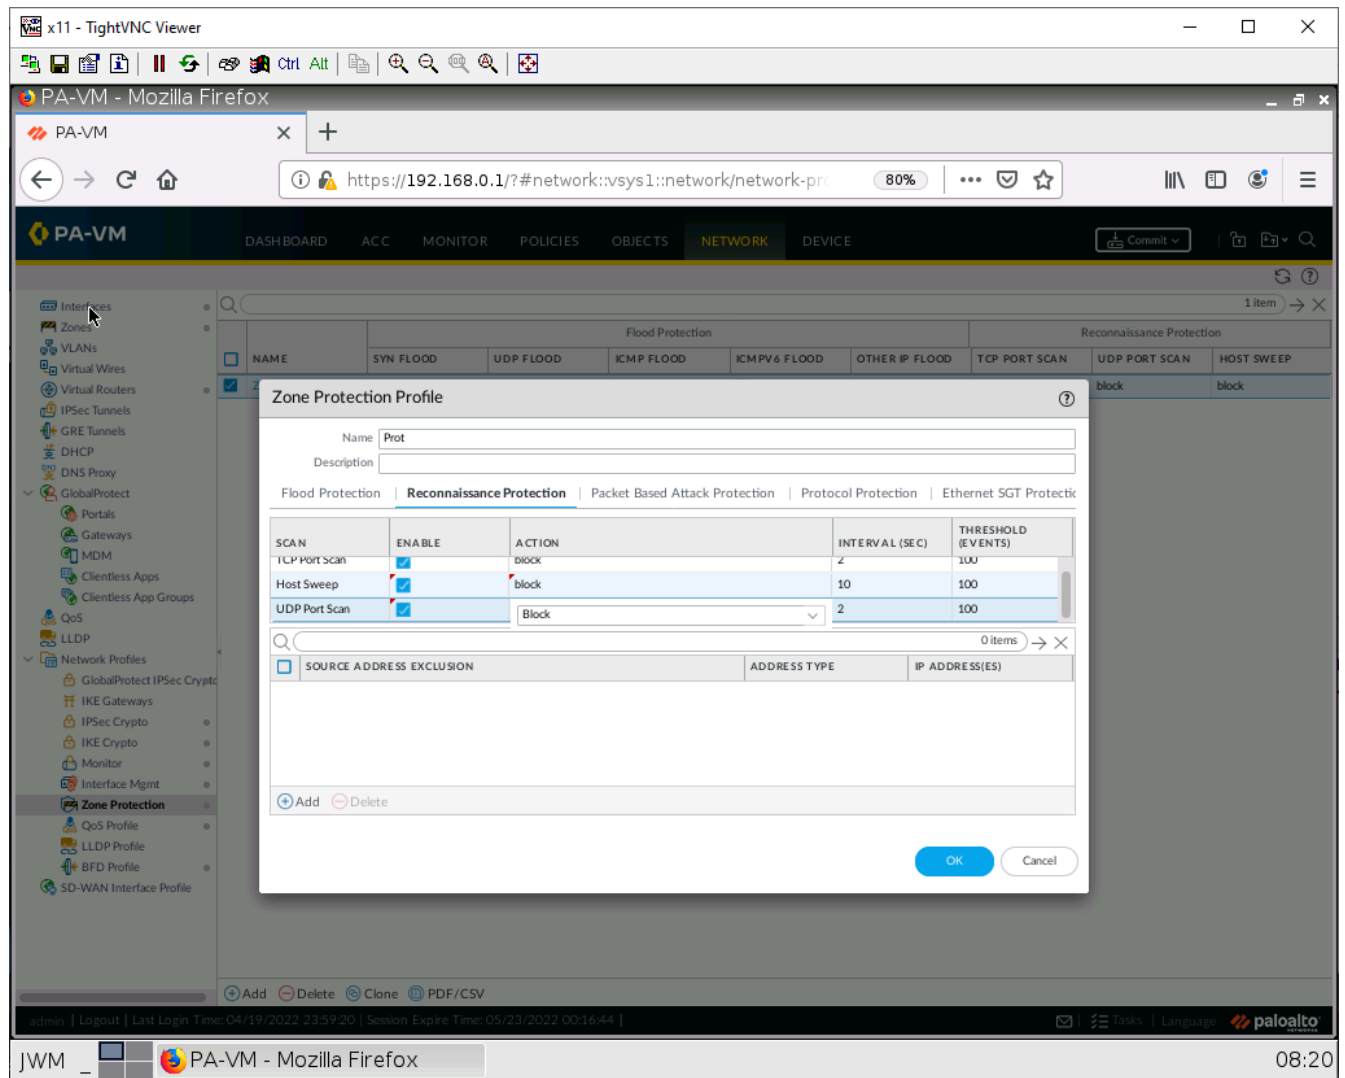 x11 - TightVNC Viewer
Ctrl Alt
PA-VM - Mozilla Firefox
PA-VM
https://192.168.0.1/?#network::vsys1::network/network-pro
80%
PA-VM
DASHBOARD ACC MONITOR POLICIES OBJECTS NETWORK DEVICE
Commit
Interfaces
Zones
VLANs
Virtual Wires
Virtual Routers
IPSec Tunnels
GRE Tunnels
DHCP
DNS Proxy
GlobalProtect
Portals
Gateways
MDM
Clientless Apps
Clientless App Groups
QoS
LLDP
Network Profiles
GlobalProtect IPSec Crypto
IKE Gateways
IPSec Crypto
IKE Crypto
Monitor
Interface Mgmt
Zone Protection
QoS Profile
LLDP Profile
BFD Profile
SD-WAN Interface Profile
1 item
Flood Protection Reconnaissance Protection
NAME SYN FLOOD UDP FLOOD ICMP FLOOD ICMPV6 FLOOD OTHER IP FLOOD TCP PORT SCAN UDP PORT SCAN HOST SWEEP
block block
Zone Protection Profile
Name Prot
Description
Flood Protection | Reconnaissance Protection | Packet Based Attack Protection | Protocol Protection | Ethernet SGT Protectic
SCAN ENABLE ACTION INTERVAL (SEC) THRESHOLD (EVENTS)
TCP Port Scan block 2 100
Host Sweep block 10 100
UDP Port Scan Block 2 100
0 items
SOURCE ADDRESS EXCLUSION ADDRESS TYPE IP ADDRESS(ES)
Add Delete
OK Cancel
Add Delete Clone PDF/CSV
admin | Logout | Last Login Time: 04/19/2022 23:59:20 | Session Expire Time: 05/23/2022 00:16:44 |
Tasks | Language paloalto NETWORKS
JWM _ PA-VM - Mozilla Firefox 08:20